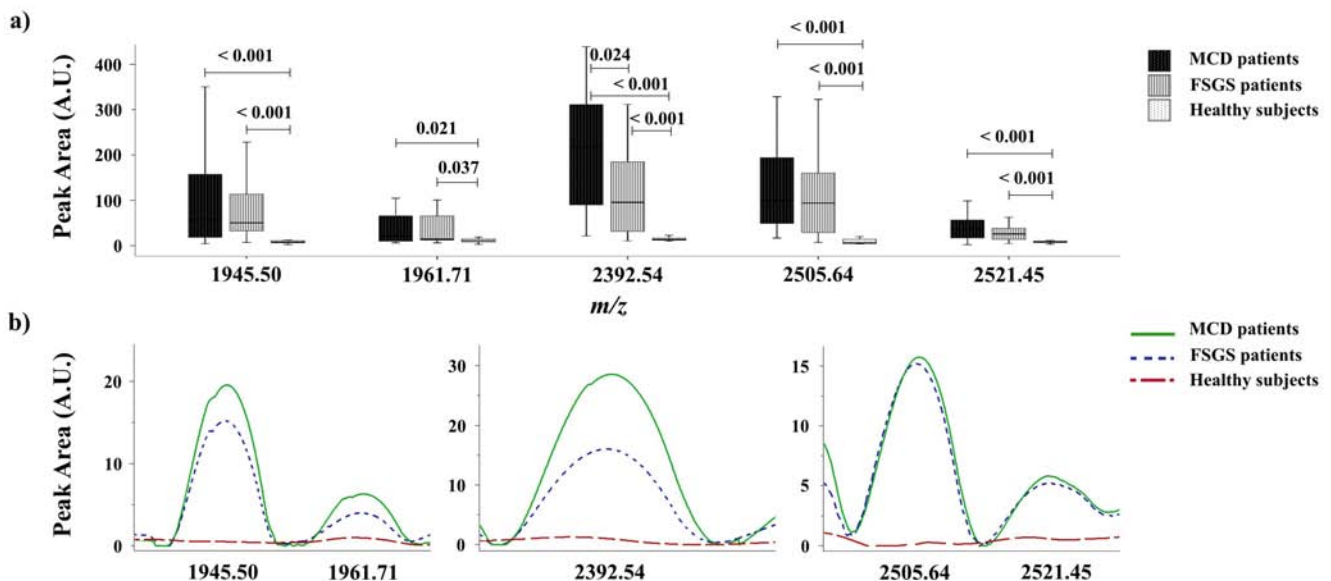 a)
< 0.001
< 0.001
0.021
0.037
0.024
< 0.001
< 0.001
< 0.001
< 0.001
< 0.001
< 0.001
MCD patients
FSGS patients
Healthy subjects
Peak Area (A.U.)
400
300
200
100
0
1945.50 1961.71 2392.54 2505.64 2521.45
m/z
b)
MCD patients
FSGS patients
Healthy subjects
Peak Area (A.U.)
20
10
0
30
20
10
0
15
10
5
0
1945.50 1961.71 2392.54 2505.64 2521.45